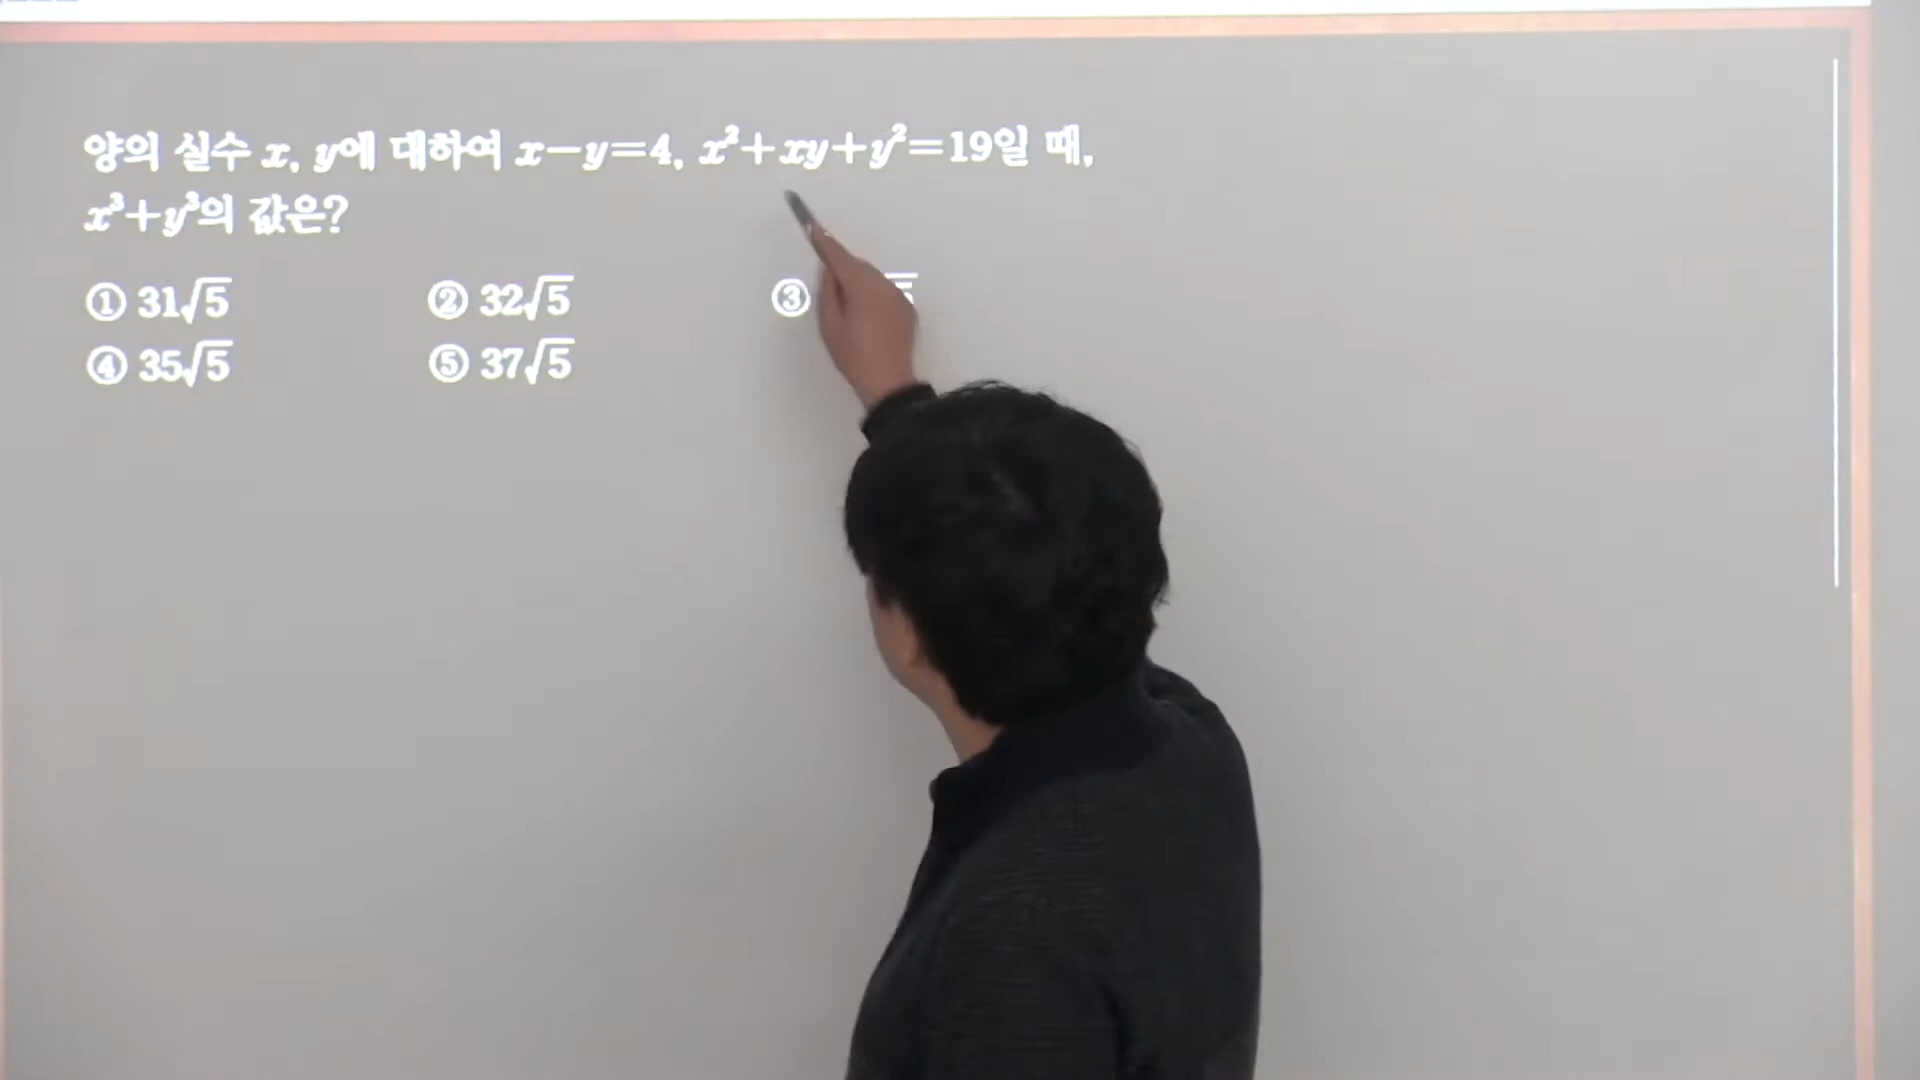 양의 실수 x, y에 대하여 x−y=4, x²+xy+y²=19일 때,
x³+y³의 값은?
① 31√5 ② 32√5 ③
④ 35√5 ⑤ 37√5